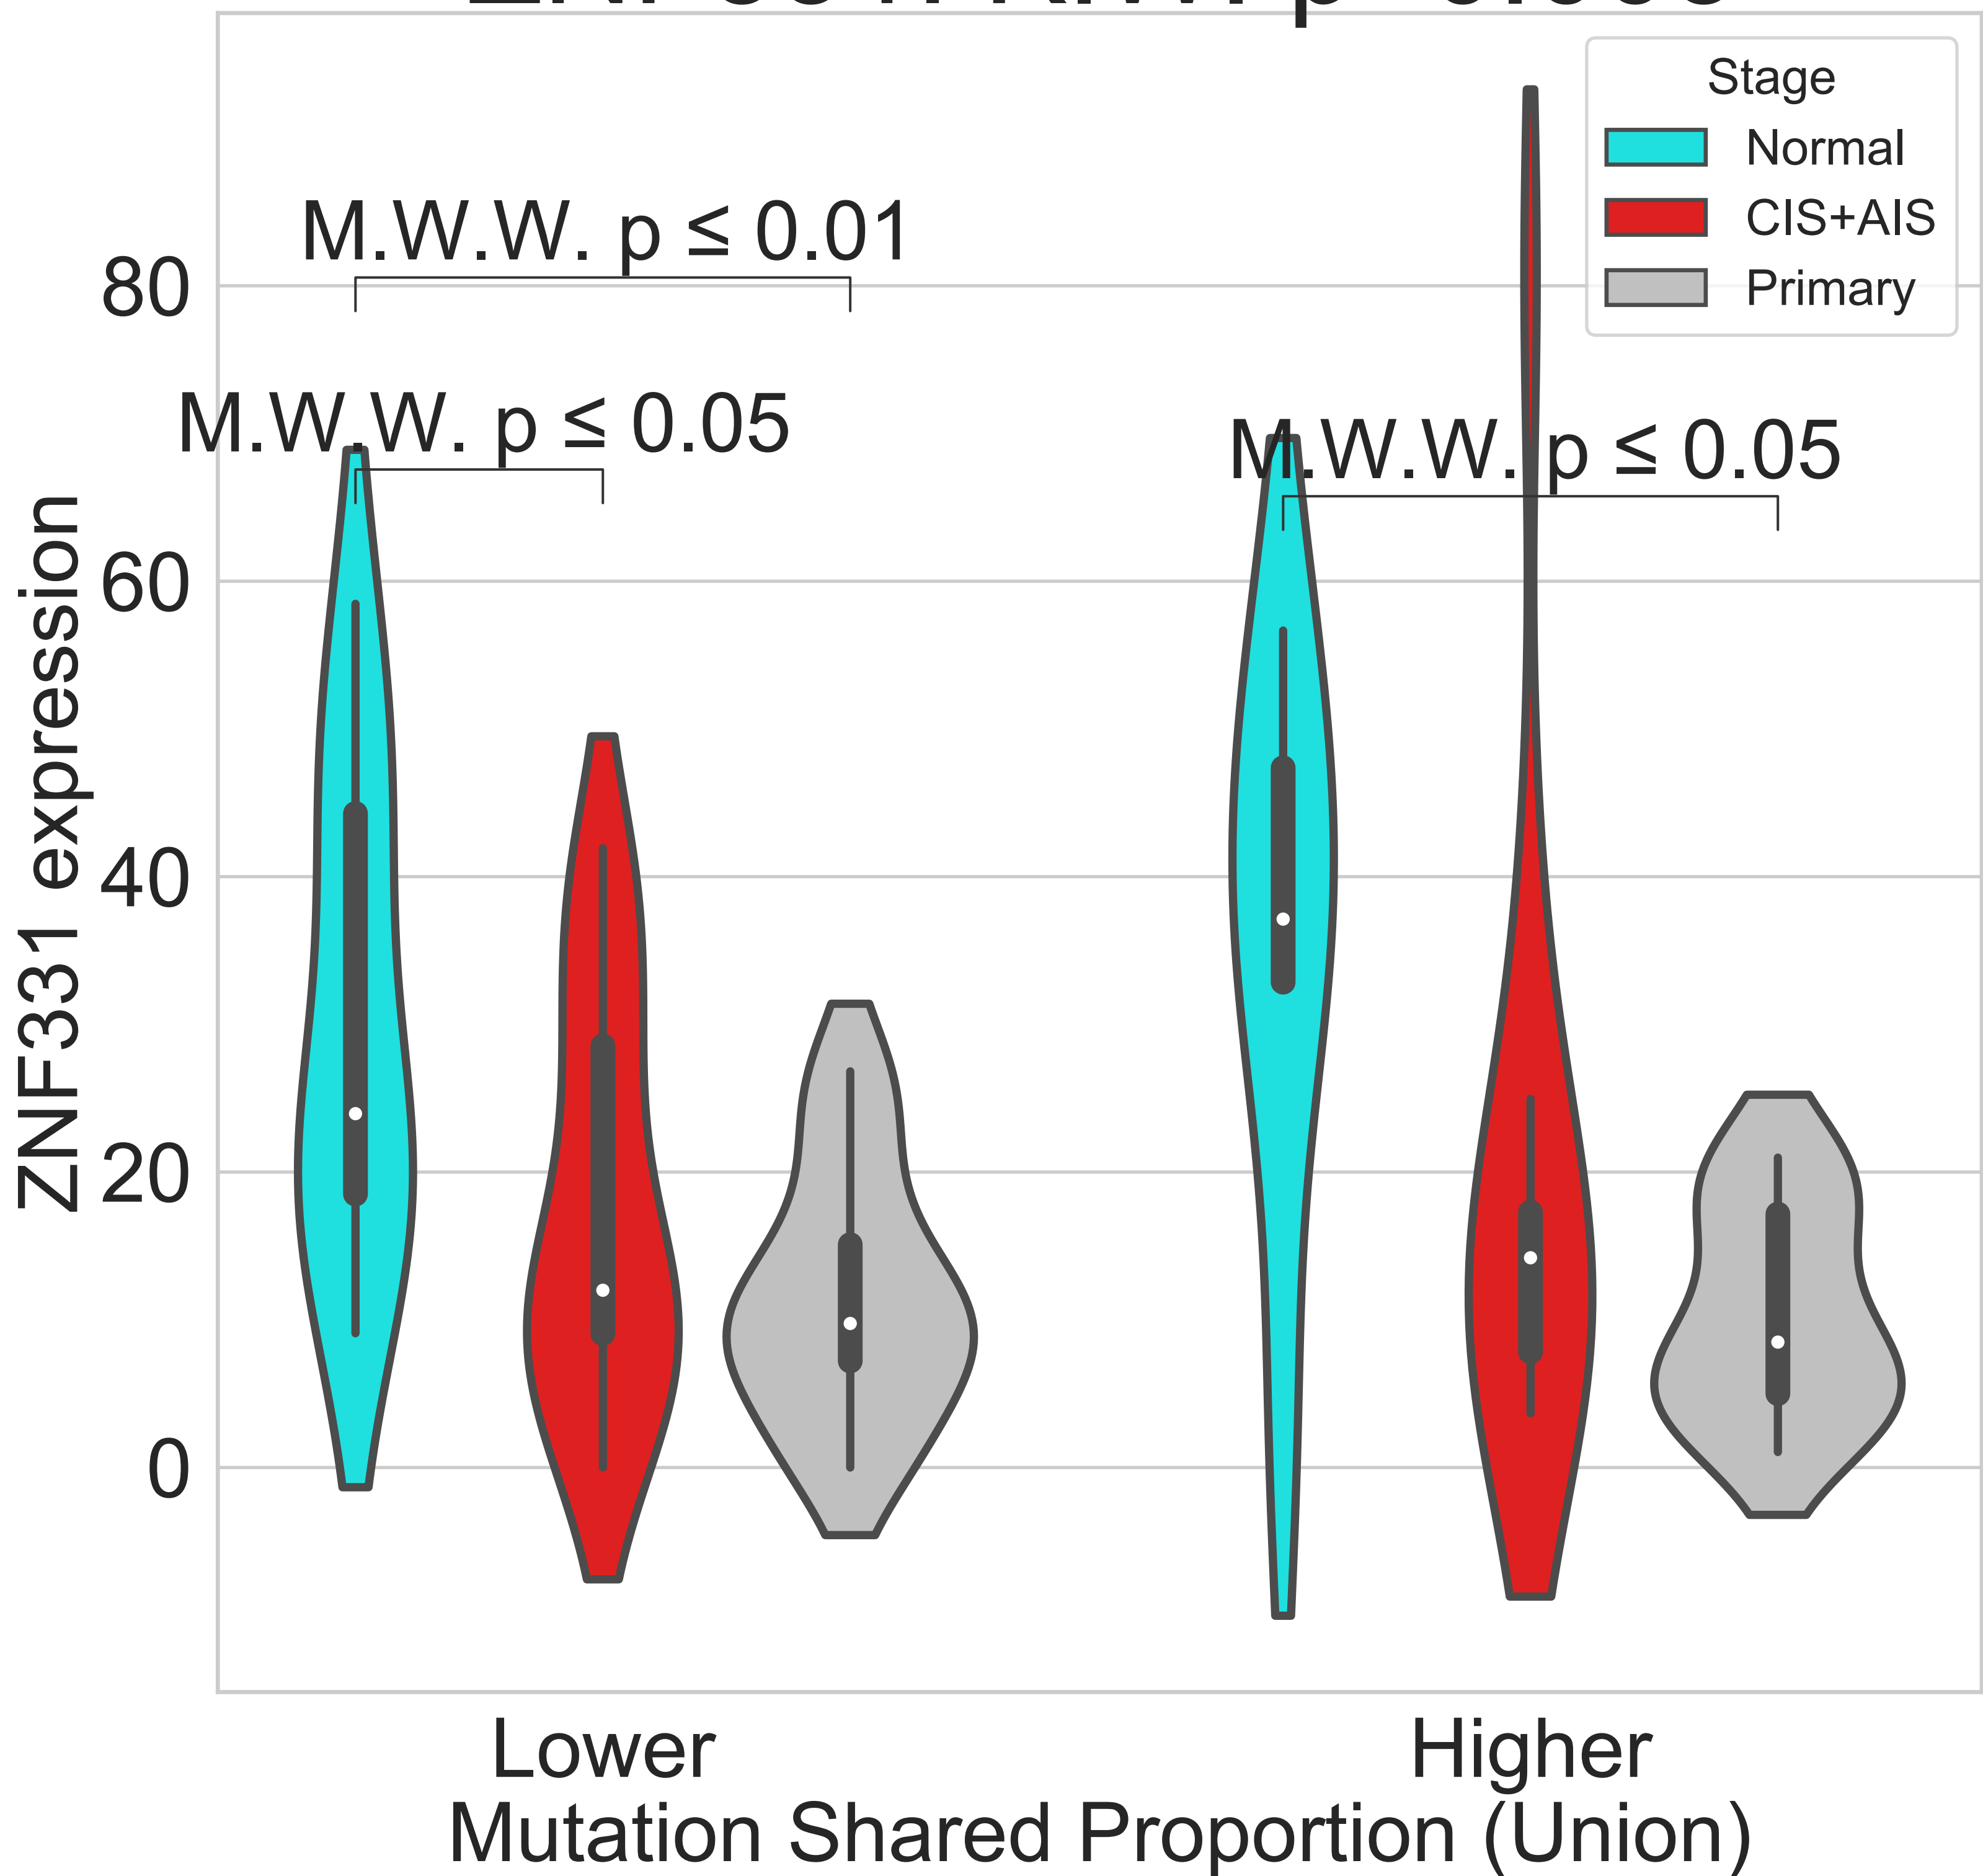 Stage
Normal
CIS+AIS
Primary
M.W.W. p ≤ 0.01
M.W.W. p ≤ 0.05
M.W.W. p ≤ 0.05
80
60
40
20
0
ZNF331 expression
Lower
Higher
Mutation Shared Proportion (Union)